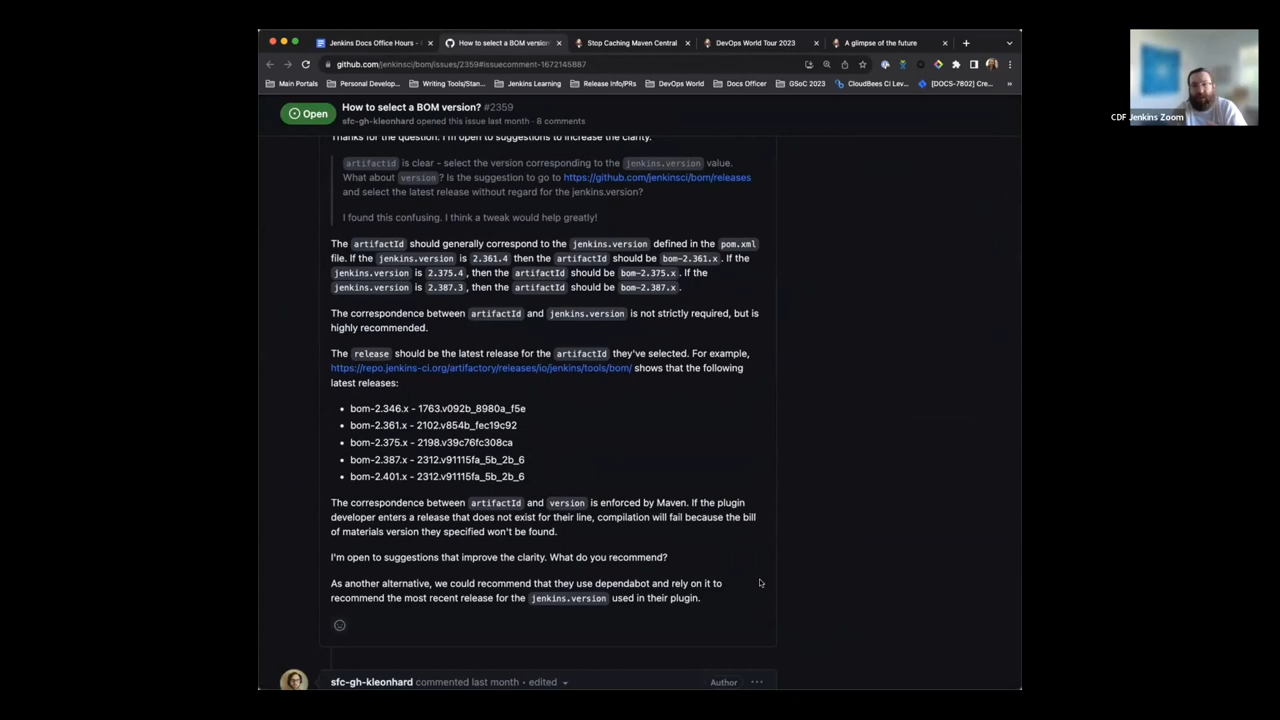 Jenkins Docs Office Hours -
How to select a BOM version
Stop Caching Maven Central
DevOps World Tour 2023
A glimpse of the future
github.com/jenkinsci/bom/issues/2359#issuecomment-1672145887
Main Portals
Personal Develop...
Writing Tools/Stan...
Jenkins Learning
Release Info/PRs
DevOps World
Docs Officer
GSoC 2023
CloudBees CI Lev...
[DOCS-7802] (Cre...
CDF Jenkins Zoom
Open
How to select a BOM version? #2359
sfc-gh-kleonhard opened this issue last month · 8 comments
Thanks for the question. I'm open to suggestions to increase the clarity.
artifactid is clear - select the version corresponding to the jenkins.version value.
What about version? Is the suggestion to go to https://github.com/jenkinsci/bom/releases
and select the latest release without regard for the jenkins.version?
I found this confusing. I think a tweak would help greatly!
The artifactId should generally correspond to the jenkins.version defined in the pom.xml
file. If the jenkins.version is 2.361.4 then the artifactId should be bom-2.361.x. If the
jenkins.version is 2.375.4, then the artifactId should be bom-2.375.x. If the
jenkins.version is 2.387.3, then the artifactId should be bom-2.387.x.
The correspondence between artifactId and jenkins.version is not strictly required, but is
highly recommended.
The release should be the latest release for the artifactId they've selected. For example,
https://repo.jenkins-ci.org/artifactory/releases/io/jenkins/tools/bom/ shows that the following
latest releases:
• bom-2.346.x - 1763.v092b_8980a_f5e
• bom-2.361.x - 2102.v854b_fec19c92
• bom-2.375.x - 2198.v39c76fc308ca
• bom-2.387.x - 2312.v91115fa_5b_2b_6
• bom-2.401.x - 2312.v91115fa_5b_2b_6
The correspondence between artifactId and version is enforced by Maven. If the plugin
developer enters a release that does not exist for their line, compilation will fail because the bill
of materials version they specified won't be found.
I'm open to suggestions that improve the clarity. What do you recommend?
As another alternative, we could recommend that they use dependabot and rely on it to
recommend the most recent release for the jenkins.version used in their plugin.
sfc-gh-kleonhard commented last month • edited
Author